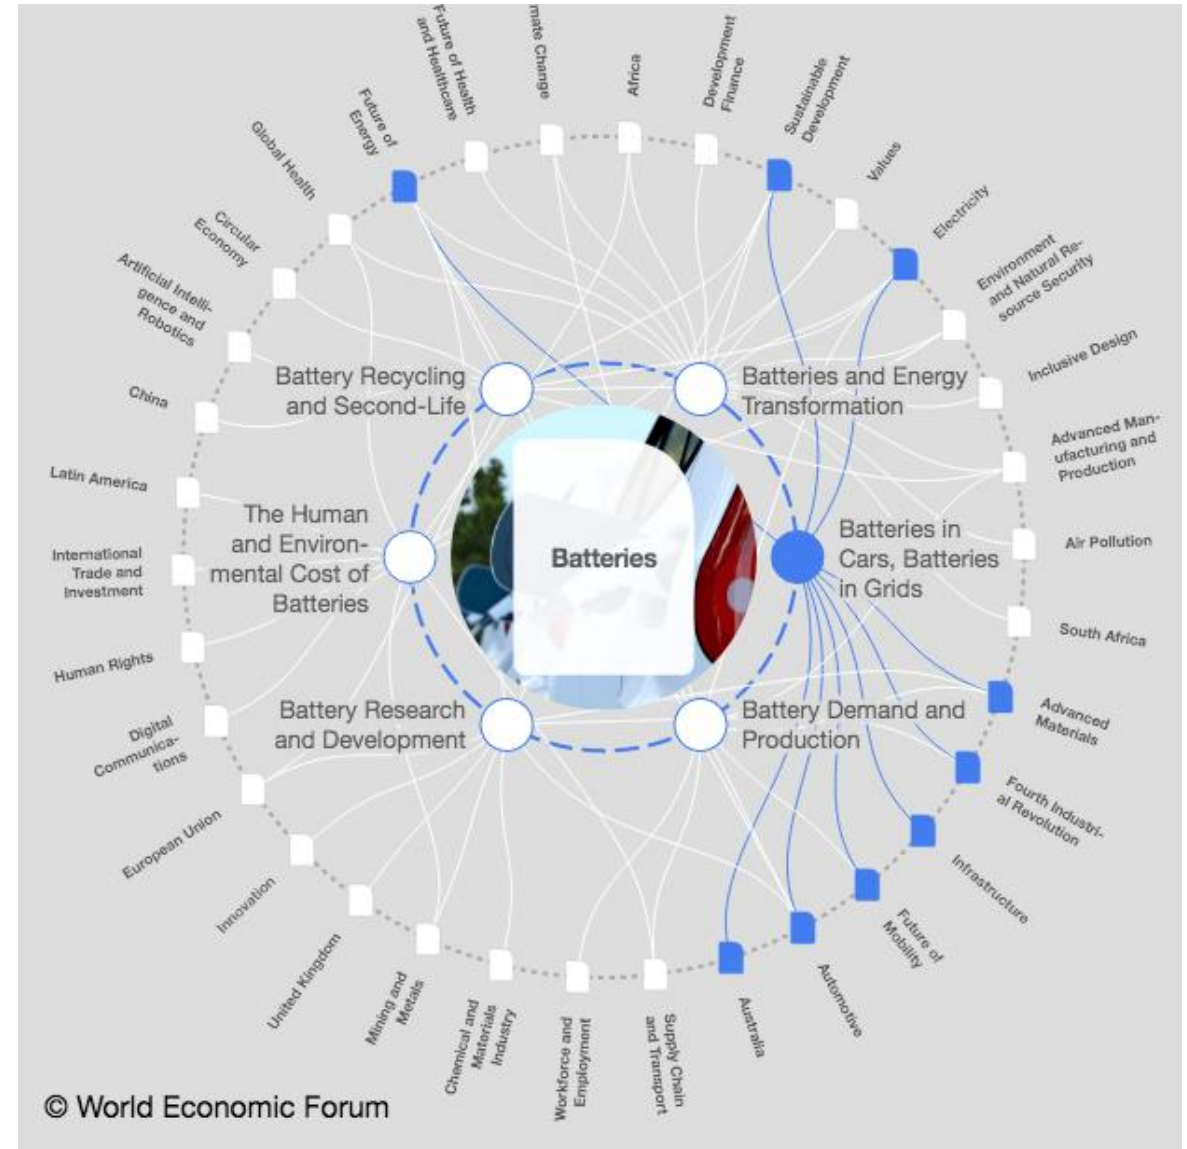 Future of Health
and Healthcare
mate Change
Africa
Development
Finance
Sustainable
Development
Values
Electricity
Environment
and Natural Re-
source Security
Inclusive Design
Advanced Man-
ufacturing and
Production
Air Pollution
South Africa
Advanced
Materials
Fourth Industri-
al Revolution
Infrastructure
Future of
Mobility
Automotive
Australia
Supply Chain
and Transport
Workforce and
Employment
Chemical and
Materials
Industry
Mining and
Metals
United Kingdom
Innovation
European Union
Digital
Communica-
tions
Human Rights
International
Trade and
Investment
Latin America
China
Artificial Intelli-
gence and
Robotics
Circular
Economy
Global Health
Future of
Energy
Battery Recycling
and Second-Life
Batteries and Energy
Transformation
The Human
and Environ-
mental Cost of
Batteries
Batteries
Batteries in
Cars, Batteries
in Grids
Battery Research
and Development
Battery Demand and
Production
© World Economic Forum